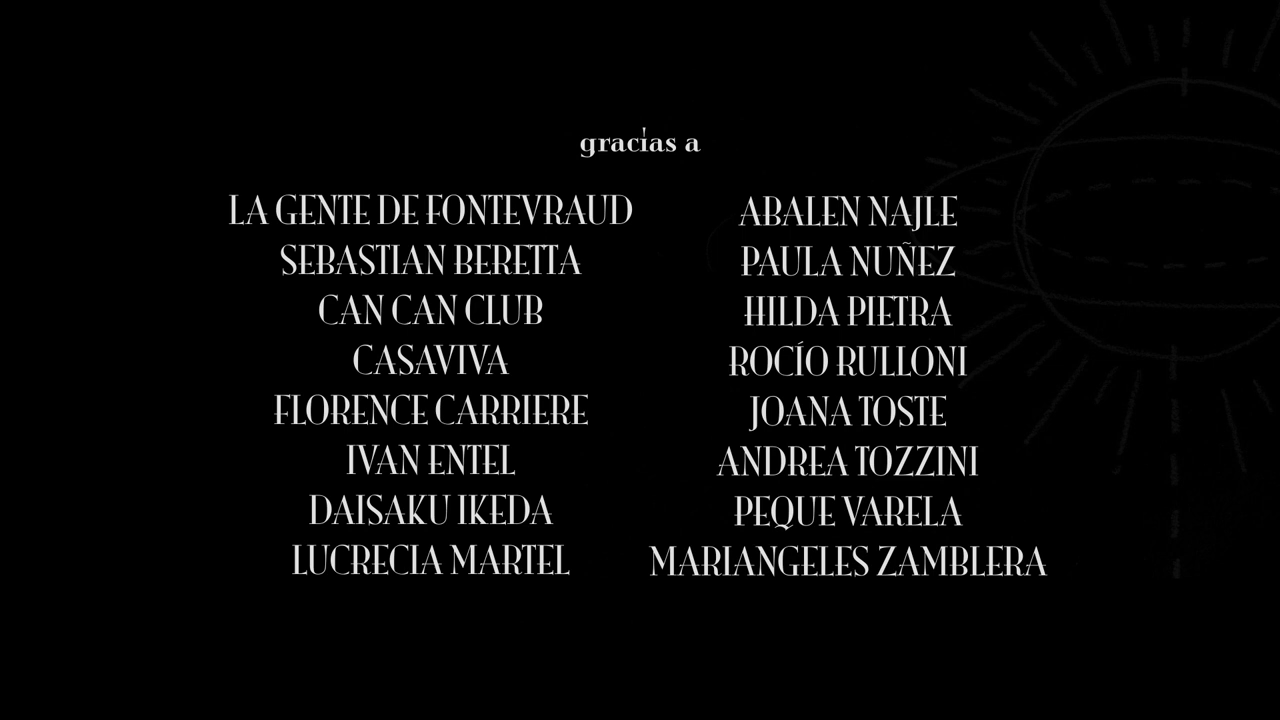 gracias a
LA GENTE DE FONTEVRAUD
SEBASTIAN BERETTA
CAN CAN CLUB
CASAVIVA
FLORENCE CARRIERE
IVAN ENTEL
DAISAKU IKEDA
LUCRECIA MARTEL
ABALEN NAJLE
PAULA NUÑEZ
HILDA PIETRA
ROCÍO RULLONI
JOANA TOSTE
ANDREA TOZZINI
PEQUE VARELA
MARIANGELES ZAMBLERA